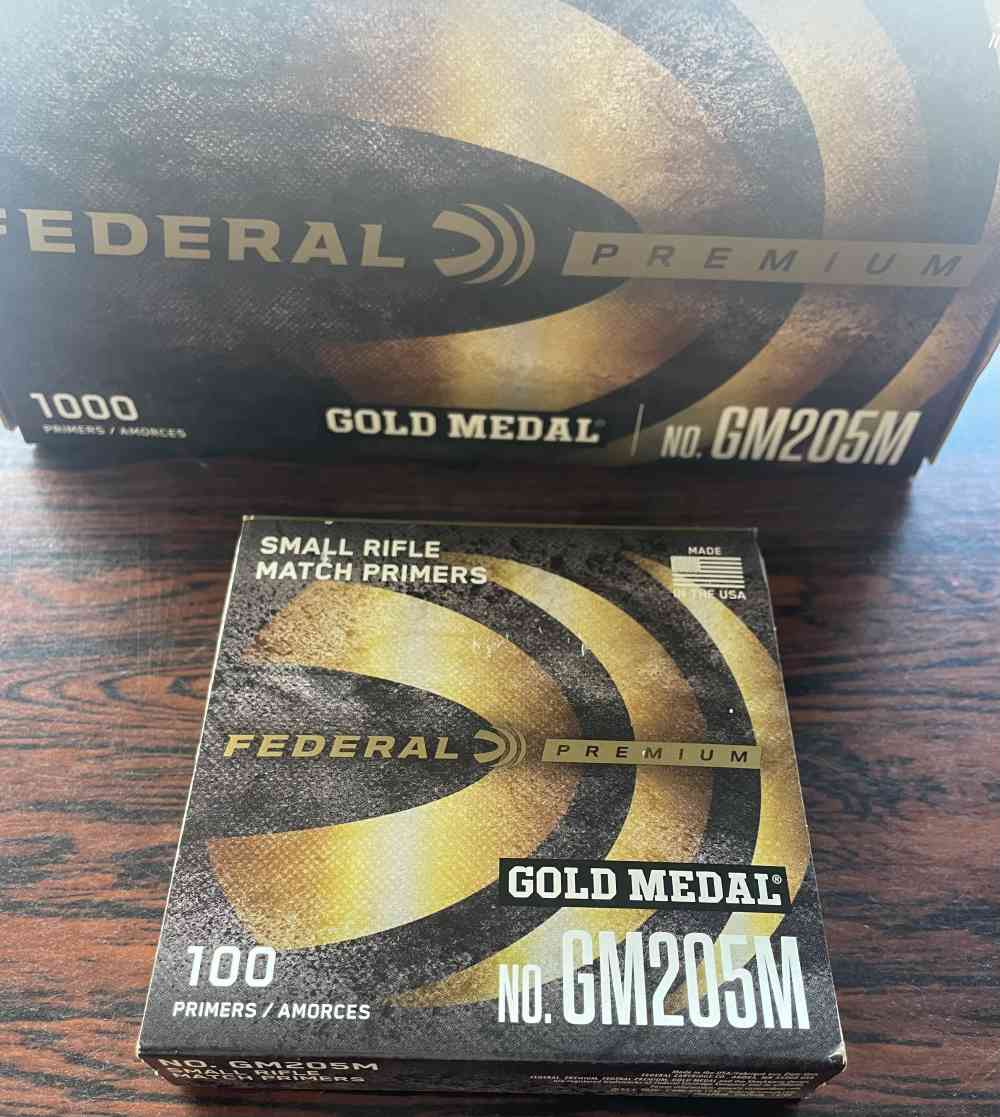 FEDERAL PREMIUM
1000
PRIMERS / AMORCES
GOLD MEDAL® | NO. GM205M
SMALL RIFLE
MATCH PRIMERS
MADE
IN THE USA
FEDERAL PREMIUM
GOLD MEDAL®
100
PRIMERS / AMORCES
NO. GM205M
NO. GM205M
SMALL RIFLE
MATCH PRIMERS